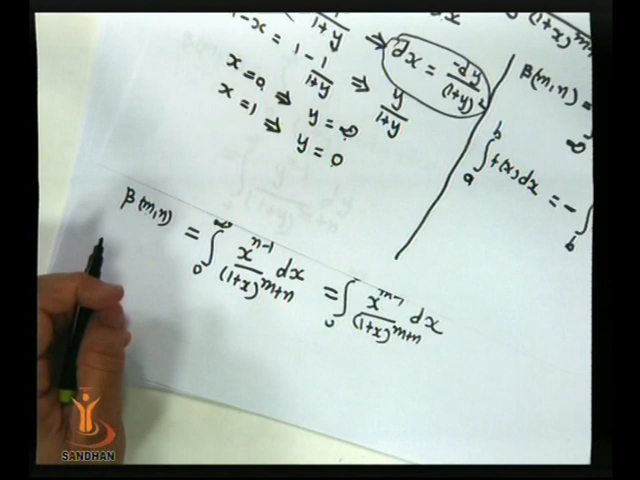 1-x = 1 - 1/(1+y) ⇒ y/(1+y)
⇒ dx = -dy/(1+y)²
x=0 ⇒ y=∞
x=1 ⇒ y=0
β(m,n) =
∫_a^b f(x)dx = - ∫_b
β(m,n) = ∫_0^∞ x^{n-1}/(1+x)^{m+n} dx = ∫_0 x^{m-1}/(1+x)^{m+n} dx
SANDHAN